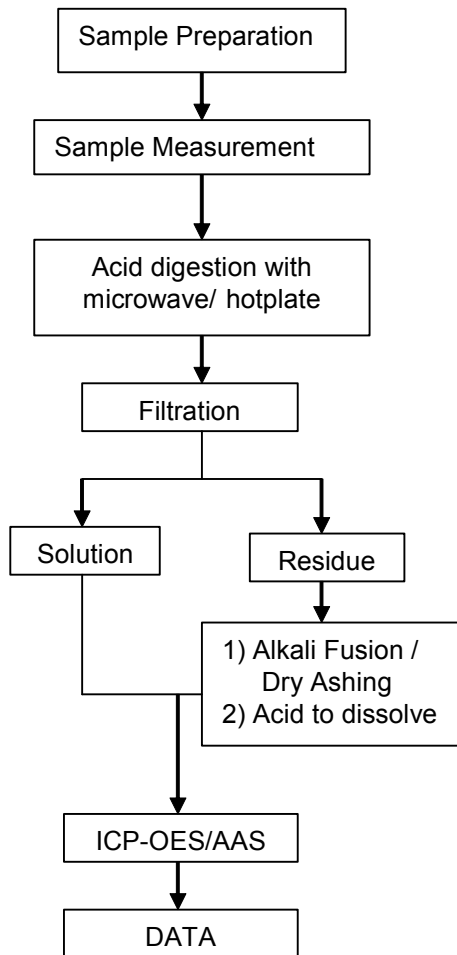 Sample Preparation
Sample Measurement
Acid digestion with
microwave/ hotplate
Filtration
Solution
Residue
1) Alkali Fusion /
Dry Ashing
2) Acid to dissolve
ICP-OES/AAS
DATA